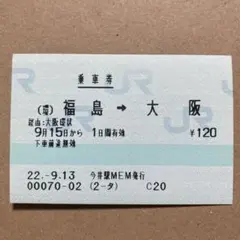 乗車券
(環) 福島 → 大阪
経由:大阪環状
9月15日から 1日間有効 ¥120
下車前途無効
22.-9.13 今井駅MEM発行
00070-02 (2-タ) C20